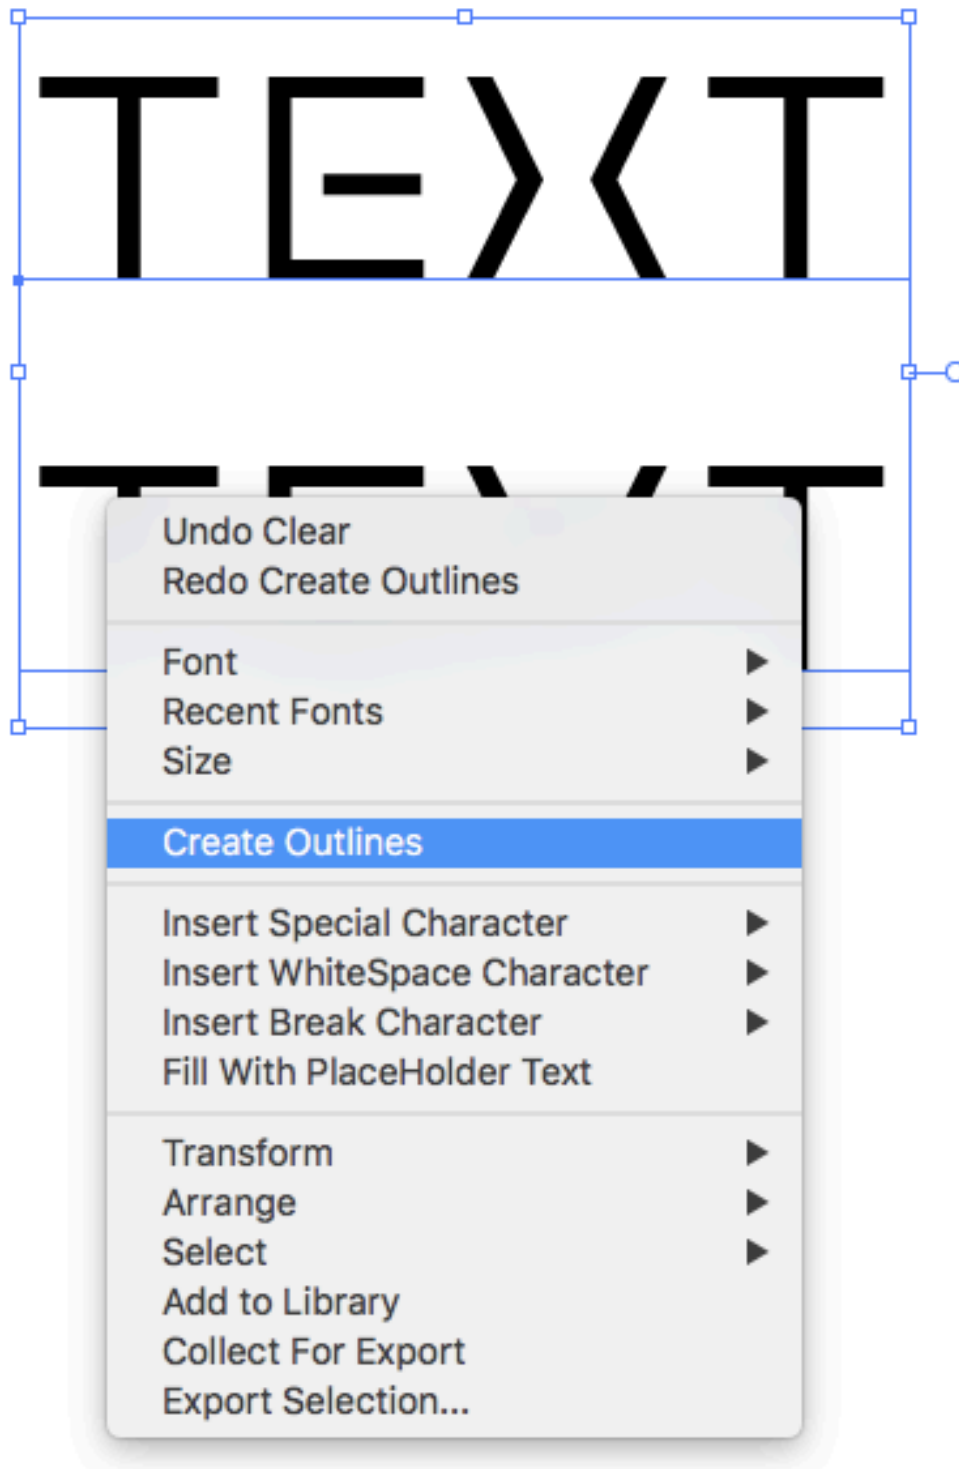 TEXT
TEXT
Undo Clear
Redo Create Outlines
Font
Recent Fonts
Size
Create Outlines
Insert Special Character
Insert WhiteSpace Character
Insert Break Character
Fill With PlaceHolder Text
Transform
Arrange
Select
Add to Library
Collect For Export
Export Selection...